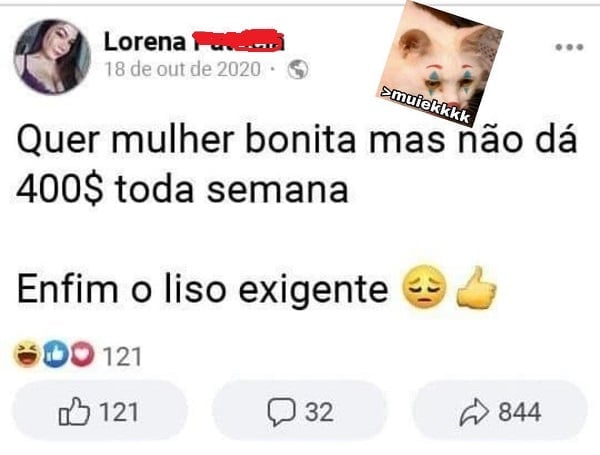 Lorena
18 de out de 2020 ·
>muiekkkk
Quer mulher bonita mas não dá
400$ toda semana
Enfim o liso exigente 😔👍
121
121
32
844